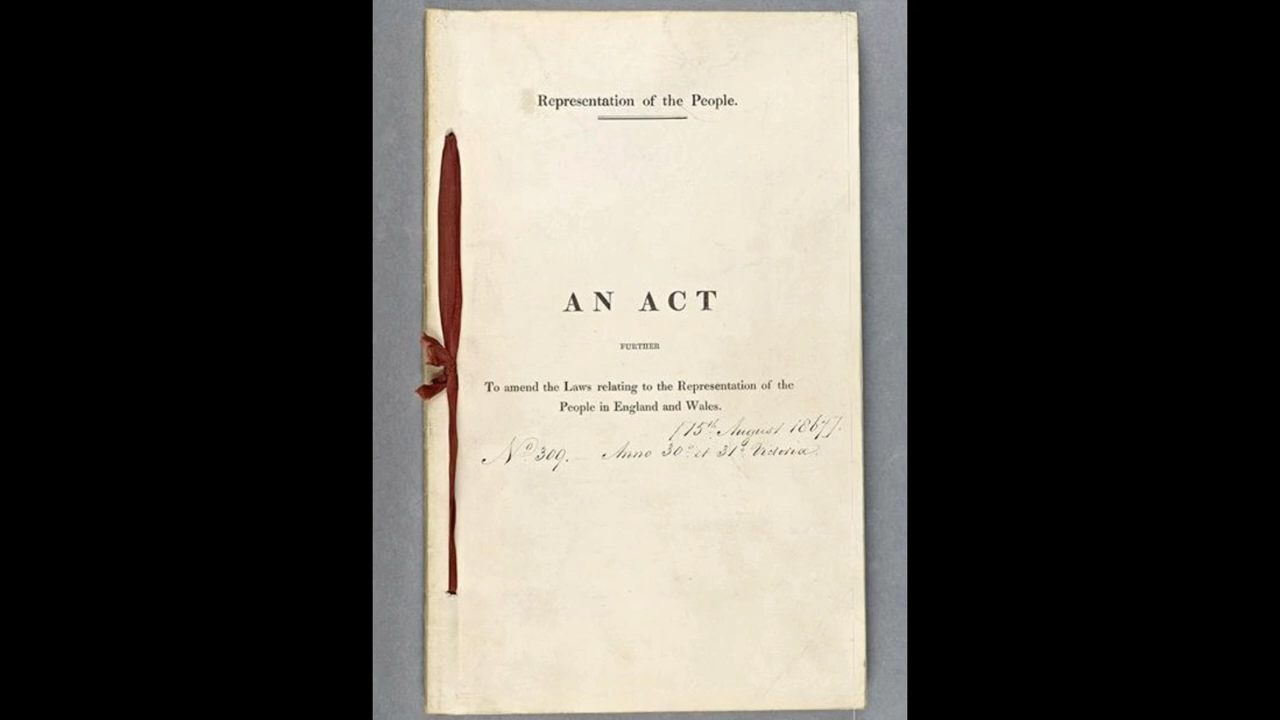 Representation of the People.
AN ACT
FURTHER
To amend the Laws relating to the Representation of the
People in England and Wales.
[15th August 1867].
No 309. — Anno 30o et 31o Victoriæ.